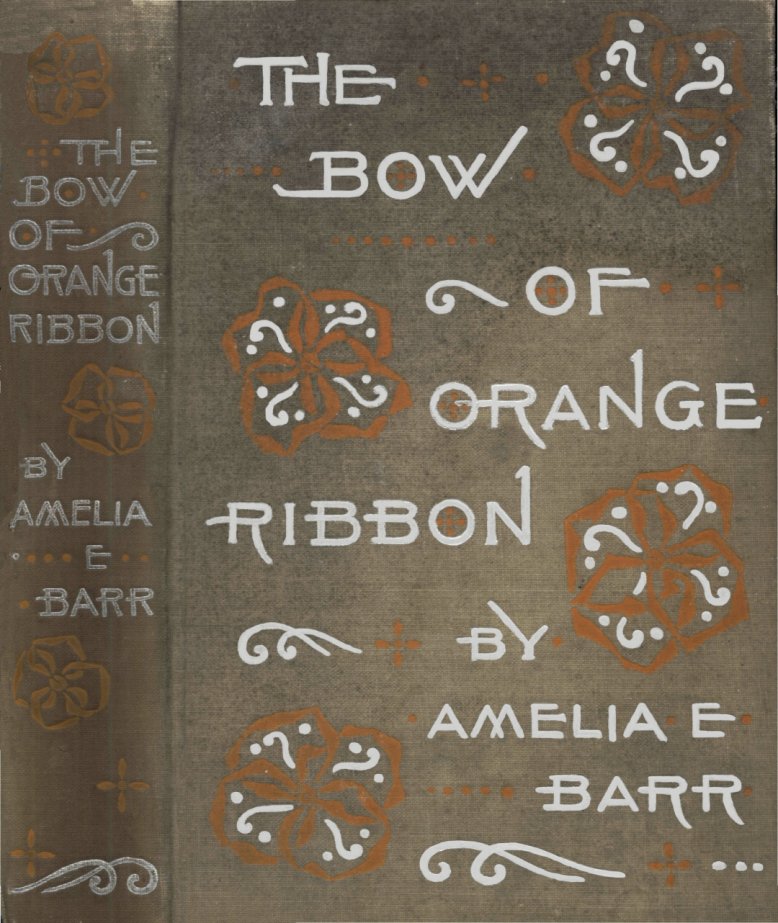 THE
BOW
OF
ORANGE
RIBBON
BY
AMELIA
E
BARR
THE
BOW
OF
ORANGE
RIBBON
BY
AMELIA E
BARR